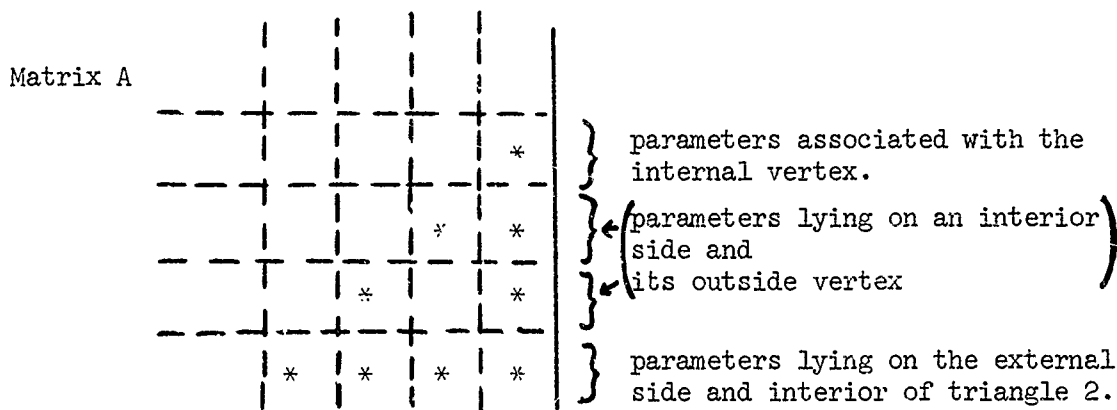 Matrix A
* parameters associated with the
internal vertex.
* * (parameters lying on an interior
side and
* * its outside vertex)
* * * * parameters lying on the external
side and interior of triangle 2.